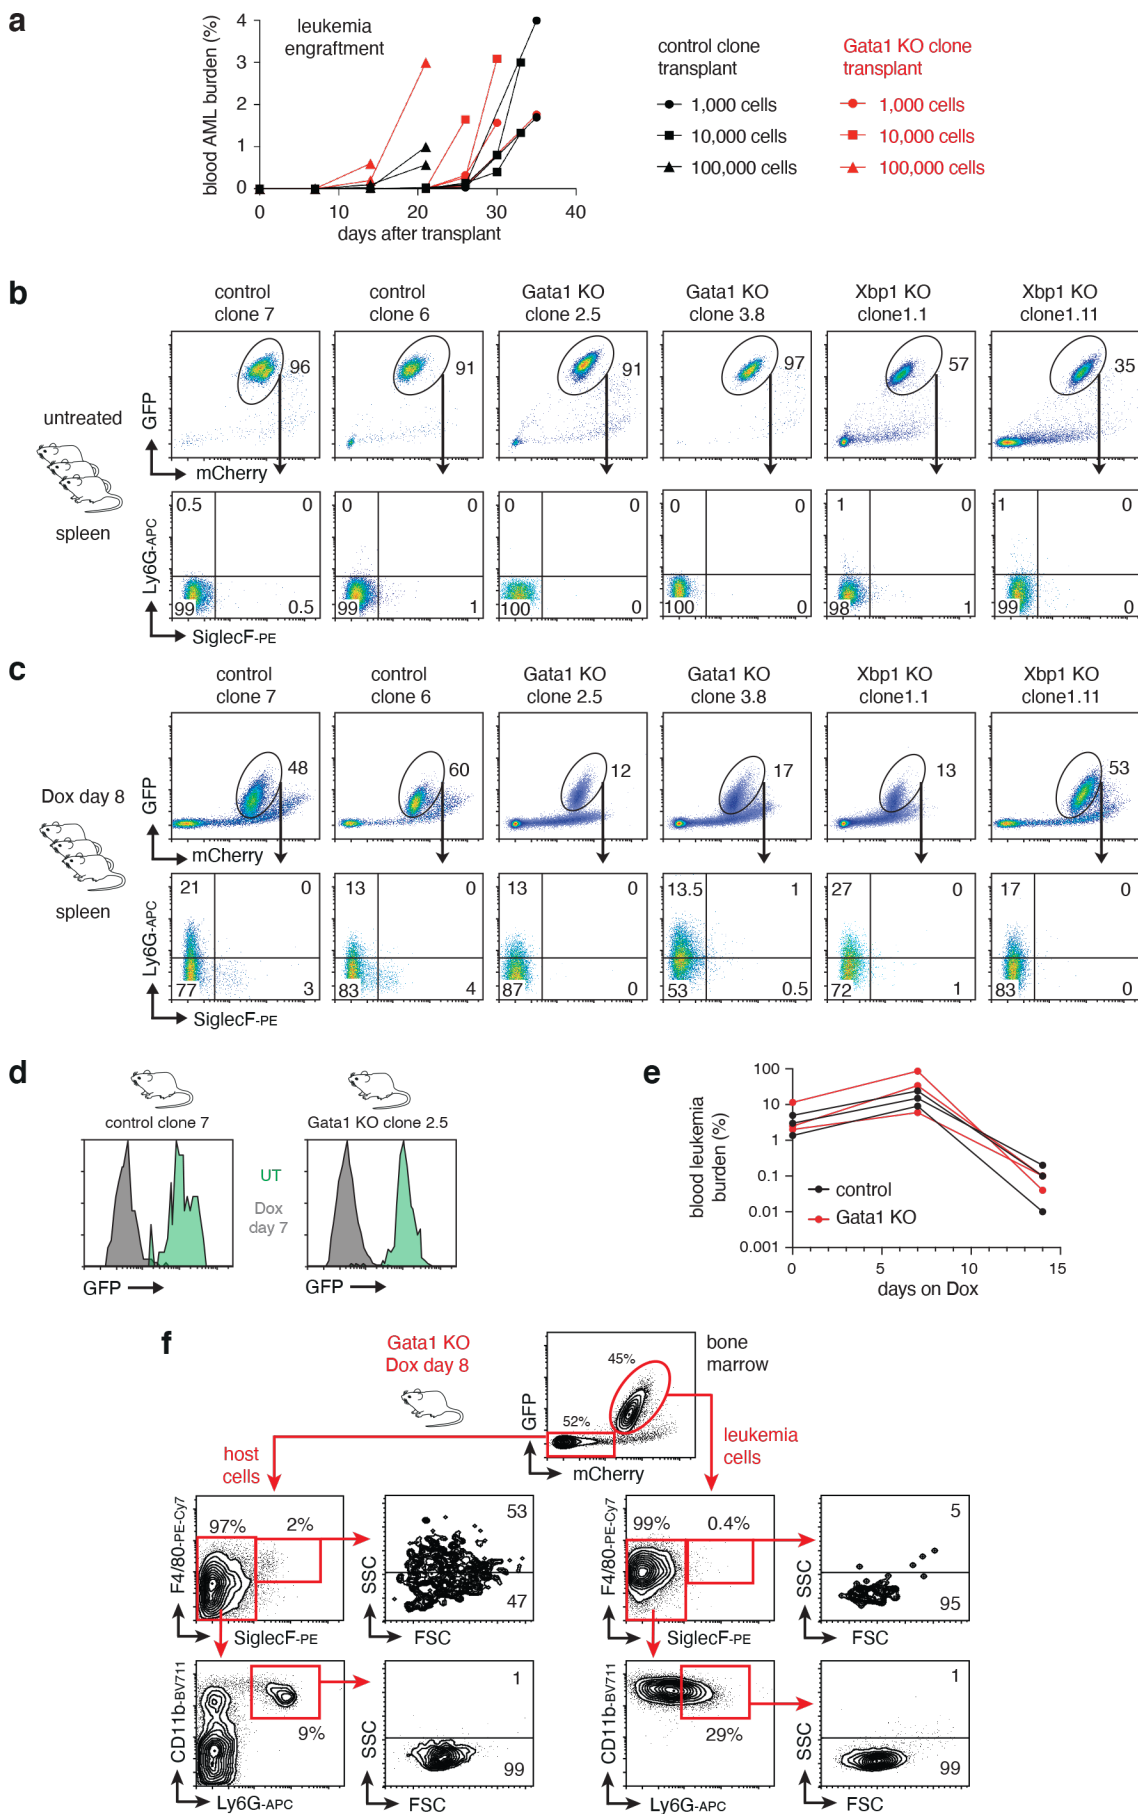 a
leukemia
engraftment
blood AML burden (%)
4
2
1
0
0 10 20 30 40
days after transplant
control clone
transplant
1,000 cells
10,000 cells
100,000 cells
Gata1 KO clone
transplant
1,000 cells
10,000 cells
100,000 cells
b
control
clone 7
control
clone 6
Gata1 KO
clone 2.5
Gata1 KO
clone 3.8
Xbp1 KO
clone1.1
Xbp1 KO
clone1.11
untreated
spleen
GFP
mCherry
96
91
91
97
57
35
Ly6G-APC
SiglecF-PE
0.5 0
99 0.5
0 0
99 1
0 0
100 0
0 0
100 0
1 0
98 1
1 0
99 0
c
control
clone 7
control
clone 6
Gata1 KO
clone 2.5
Gata1 KO
clone 3.8
Xbp1 KO
clone1.1
Xbp1 KO
clone1.11
Dox day 8
spleen
GFP
mCherry
48
60
12
17
13
53
Ly6G-APC
SiglecF-PE
21 0
77 3
13 0
83 4
13 0
87 0
13.5 1
53 0.5
27 0
72 1
17 0
83 0
d
control clone 7
Gata1 KO clone 2.5
UT
Dox
day 7
GFP
GFP
e
blood leukemia
burden (%)
100
10
1
0.1
0.01
0.001
control
Gata1 KO
0 5 10 15
days on Dox
f
Gata1 KO
Dox day 8
bone
marrow
45%
52%
GFP
mCherry
host
cells
leukemia
cells
F4/80-PE-Cy7
97% 2%
SiglecF-PE
SSC
53
47
FSC
F4/80-PE-Cy7
99% 0.4%
SiglecF-PE
SSC
5
95
FSC
CD11b-BV711
9%
Ly6G-APC
SSC
1
99
FSC
CD11b-BV711
29%
Ly6G-APC
SSC
1
99
FSC